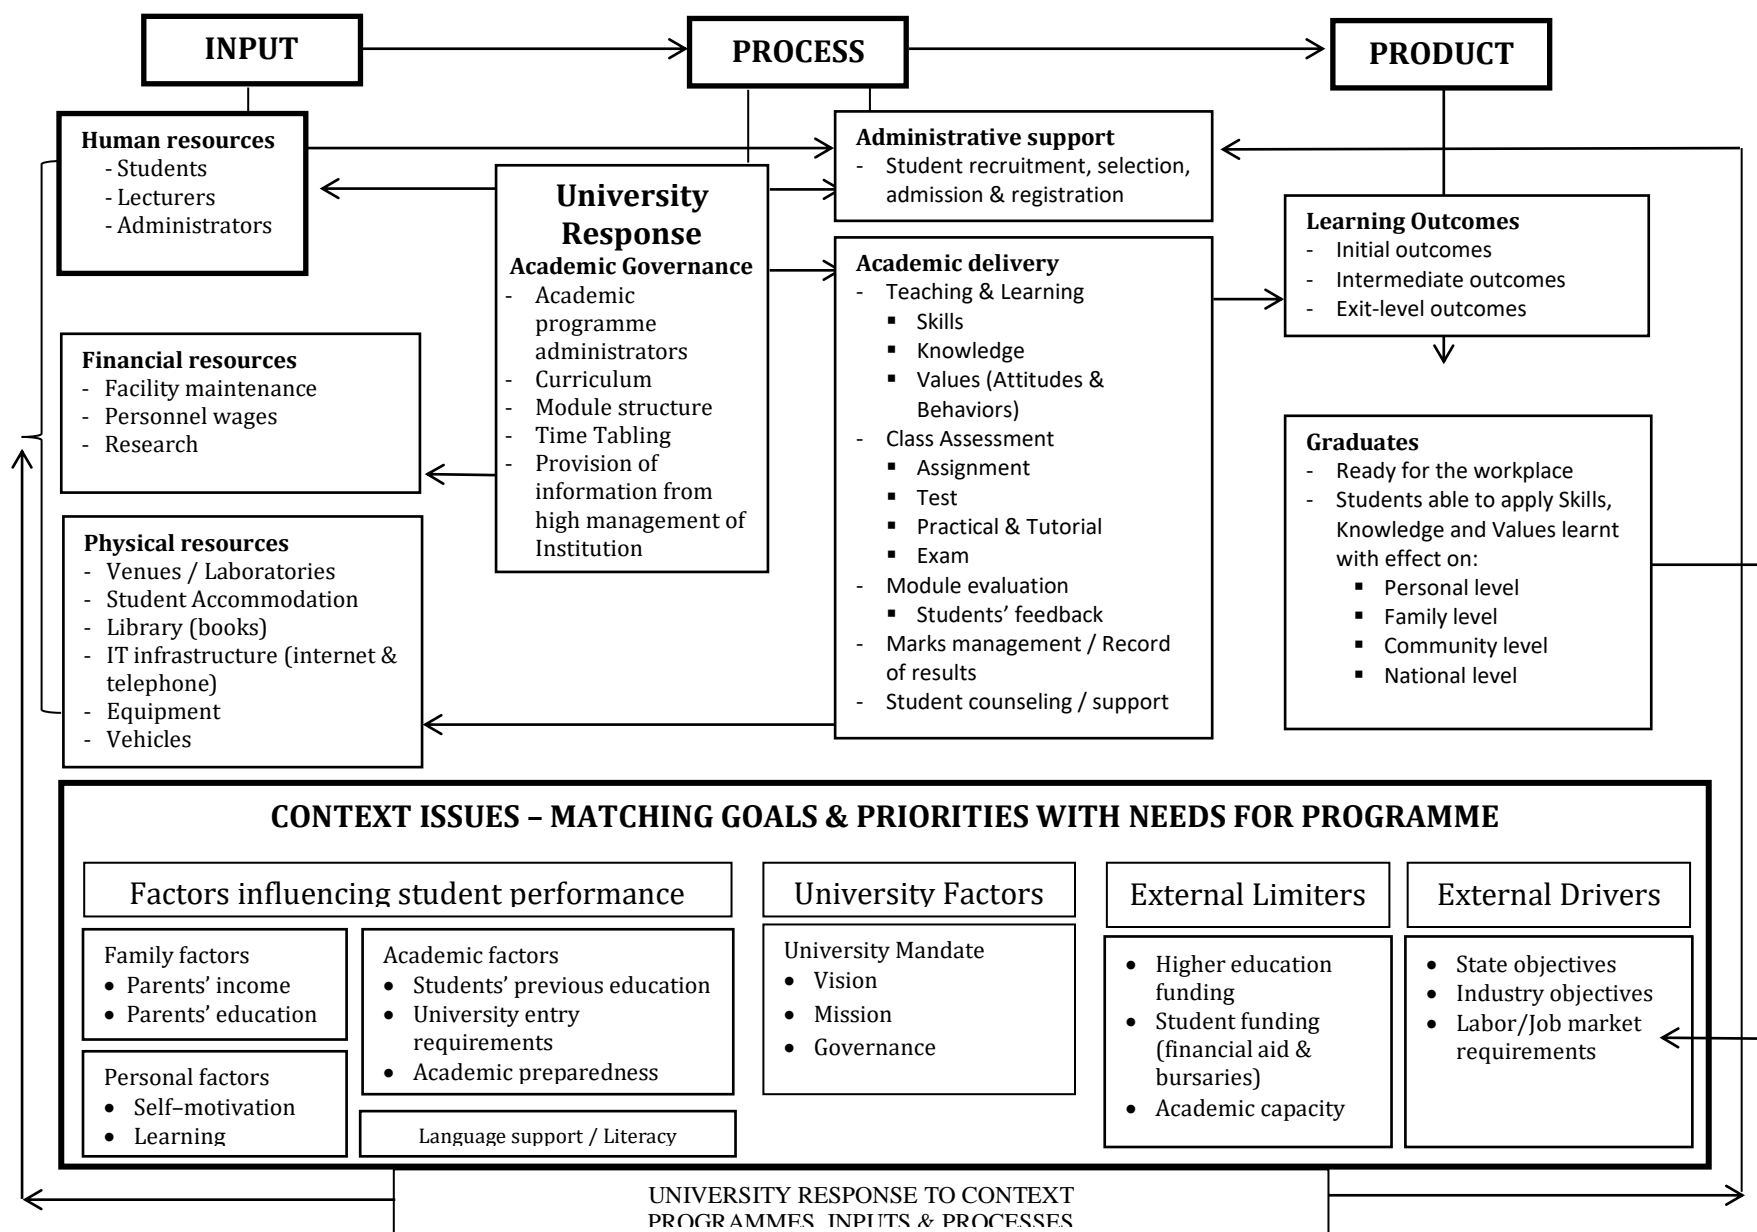 INPUT
PROCESS
PRODUCT
Human resources
- Students
- Lecturers
- Administrators
Financial resources
- Facility maintenance
- Personnel wages
- Research
Physical resources
- Venues / Laboratories
- Student Accommodation
- Library (books)
- IT infrastructure (internet &
telephone)
- Equipment
- Vehicles
University
Response
Academic Governance
- Academic
programme
administrators
- Curriculum
- Module structure
- Time Tabling
- Provision of
information from
high management of
Institution
Administrative support
- Student recruitment, selection,
admission & registration
Academic delivery
- Teaching & Learning
▪ Skills
▪ Knowledge
▪ Values (Attitudes &
Behaviors)
- Class Assessment
▪ Assignment
▪ Test
▪ Practical & Tutorial
▪ Exam
- Module evaluation
▪ Students’ feedback
- Marks management / Record
of results
- Student counseling / support
Learning Outcomes
- Initial outcomes
- Intermediate outcomes
- Exit-level outcomes
Graduates
- Ready for the workplace
- Students able to apply Skills,
Knowledge and Values learnt
with effect on:
▪ Personal level
▪ Family level
▪ Community level
▪ National level
CONTEXT ISSUES – MATCHING GOALS & PRIORITIES WITH NEEDS FOR PROGRAMME
Factors influencing student performance
Family factors
• Parents’ income
• Parents’ education
Personal factors
• Self–motivation
• Learning
Academic factors
• Students’ previous education
• University entry
requirements
• Academic preparedness
Language support / Literacy
University Factors
University Mandate
• Vision
• Mission
• Governance
External Limiters
• Higher education
funding
• Student funding
(financial aid &
bursaries)
• Academic capacity
External Drivers
• State objectives
• Industry objectives
• Labor/Job market
requirements
UNIVERSITY RESPONSE TO CONTEXT
PROGRAMMES, INPUTS & PROCESSES